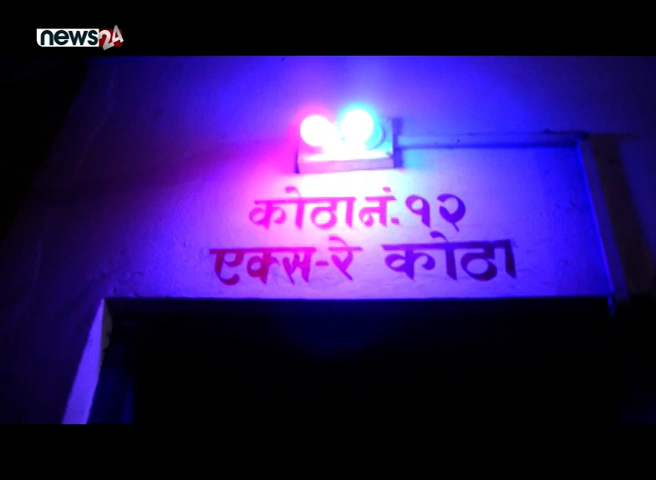 news24
कोठा नं. १२
एक्स-रे कोठा